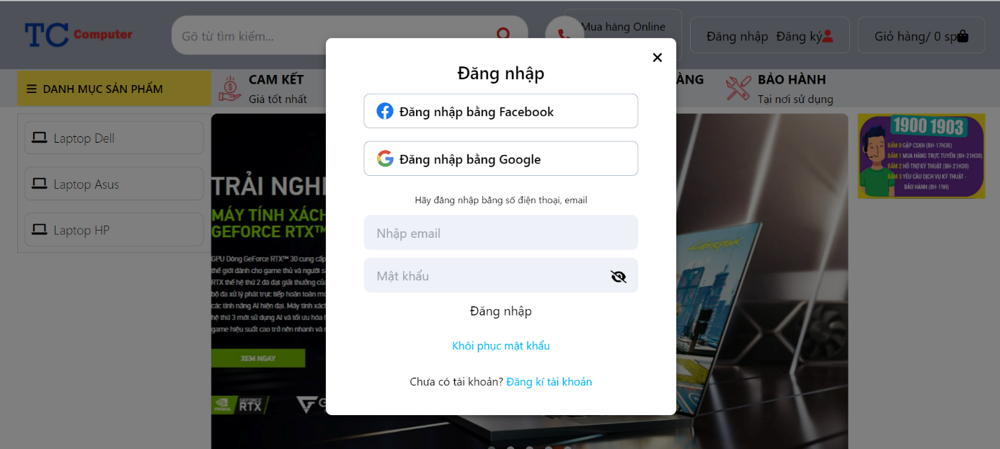 TC Computer
Gõ từ tìm kiếm...
Mua hàng Online
Đăng nhập Đăng ký
Giỏ hàng/ 0 sp
DANH MỤC SẢN PHẨM
CAM KẾT
Giá tốt nhất
BẢO HÀNH
Tại nơi sử dụng
Laptop Dell
Laptop Asus
Laptop HP
TRẢI
MÁY TÍNH XÁCH
GEFORCE RTX™
GPU Dòng GeForce RTX™ 30 cung cấp
thế giới dành cho game thủ và người
RTX thế hệ thứ 2 đã đạt giải thưởng của
bộ đa xử lý phát trực tiếp hoàn toàn
các tính năng AI hiện đại. Máy tính xách
hệ thứ 3 mới sử dụng AI và tối ưu hóa
game hiệu suất cao trở nên nhanh và
XEM NGAY
NVIDIA GEFORCE RTX
Đăng nhập
Đăng nhập bằng Facebook
Đăng nhập bằng Google
Hãy đăng nhập bằng số điện thoại, email
Nhập email
Mật khẩu
Đăng nhập
Khôi phục mật khẩu
Chưa có tài khoản? Đăng kí tài khoản
1900 1903
BẤM 0 GẶP CSKH (8H-17H30)
BẤM 1 MUA HÀNG TRỰC TUYẾN (8H-21H30)
BẤM 2 HỖ TRỢ KỸ THUẬT (8H-21H30)
BẤM 3 YÊU CẦU DỊCH VỤ KỸ THUẬT -
BẢO HÀNH (8H-19H)